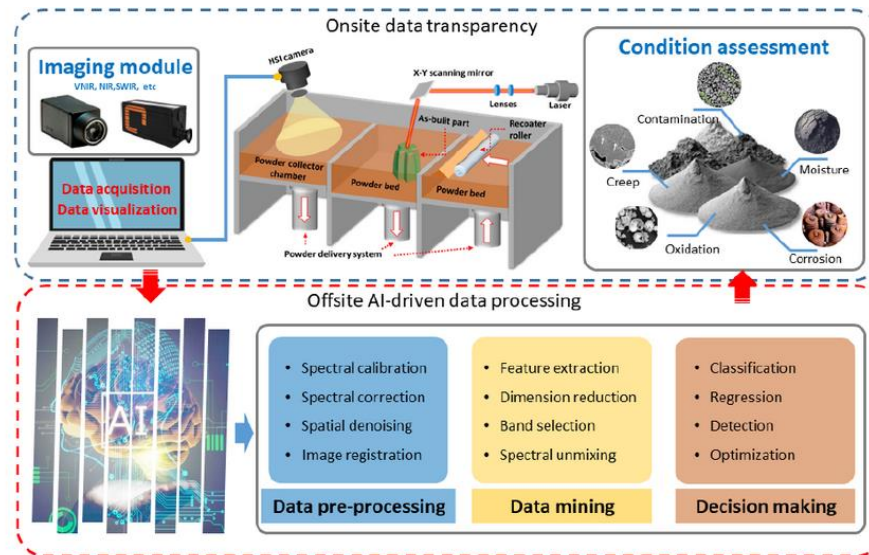 Onsite data transparency
Imaging module
VNIR, NIR,SWIR, etc
Data acquisition
Data visualization
HSI camera
X-Y scanning mirror
Lenses
Laser
As-built part
Recoater
roller
Powder collector
chamber
Powder bed
Powder bed
Powder delivery system
Condition assessment
Contamination
Moisture
Creep
Oxidation
Corrosion
Offsite AI-driven data processing
AI
• Spectral calibration
• Spectral correction
• Spatial denoising
• Image registration
Data pre-processing
• Feature extraction
• Dimension reduction
• Band selection
• Spectral unmixing
Data mining
• Classification
• Regression
• Detection
• Optimization
Decision making